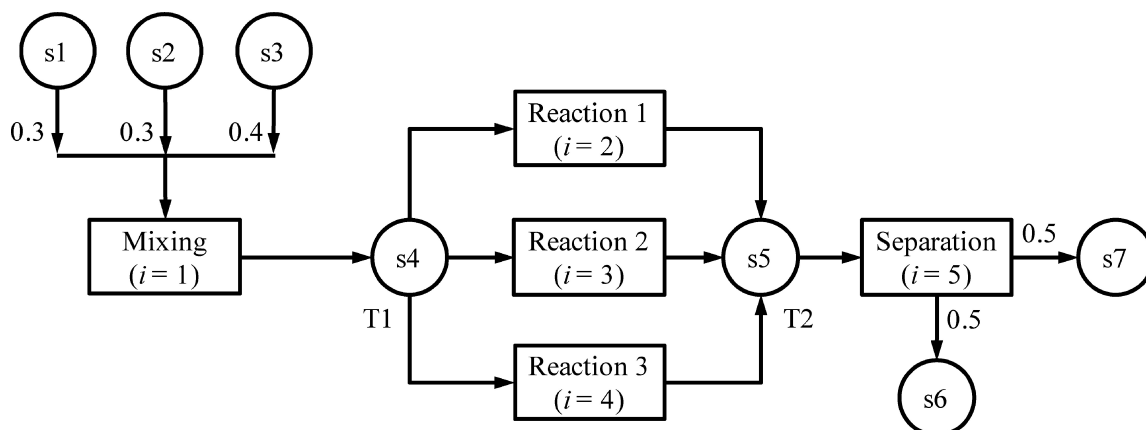 s1
s2
s3
0.3
0.3
0.4
Reaction 1
(i = 2)
Mixing
(i = 1)
s4
T1
Reaction 2
(i = 3)
s5
T2
Separation
(i = 5)
0.5
s7
0.5
Reaction 3
(i = 4)
s6